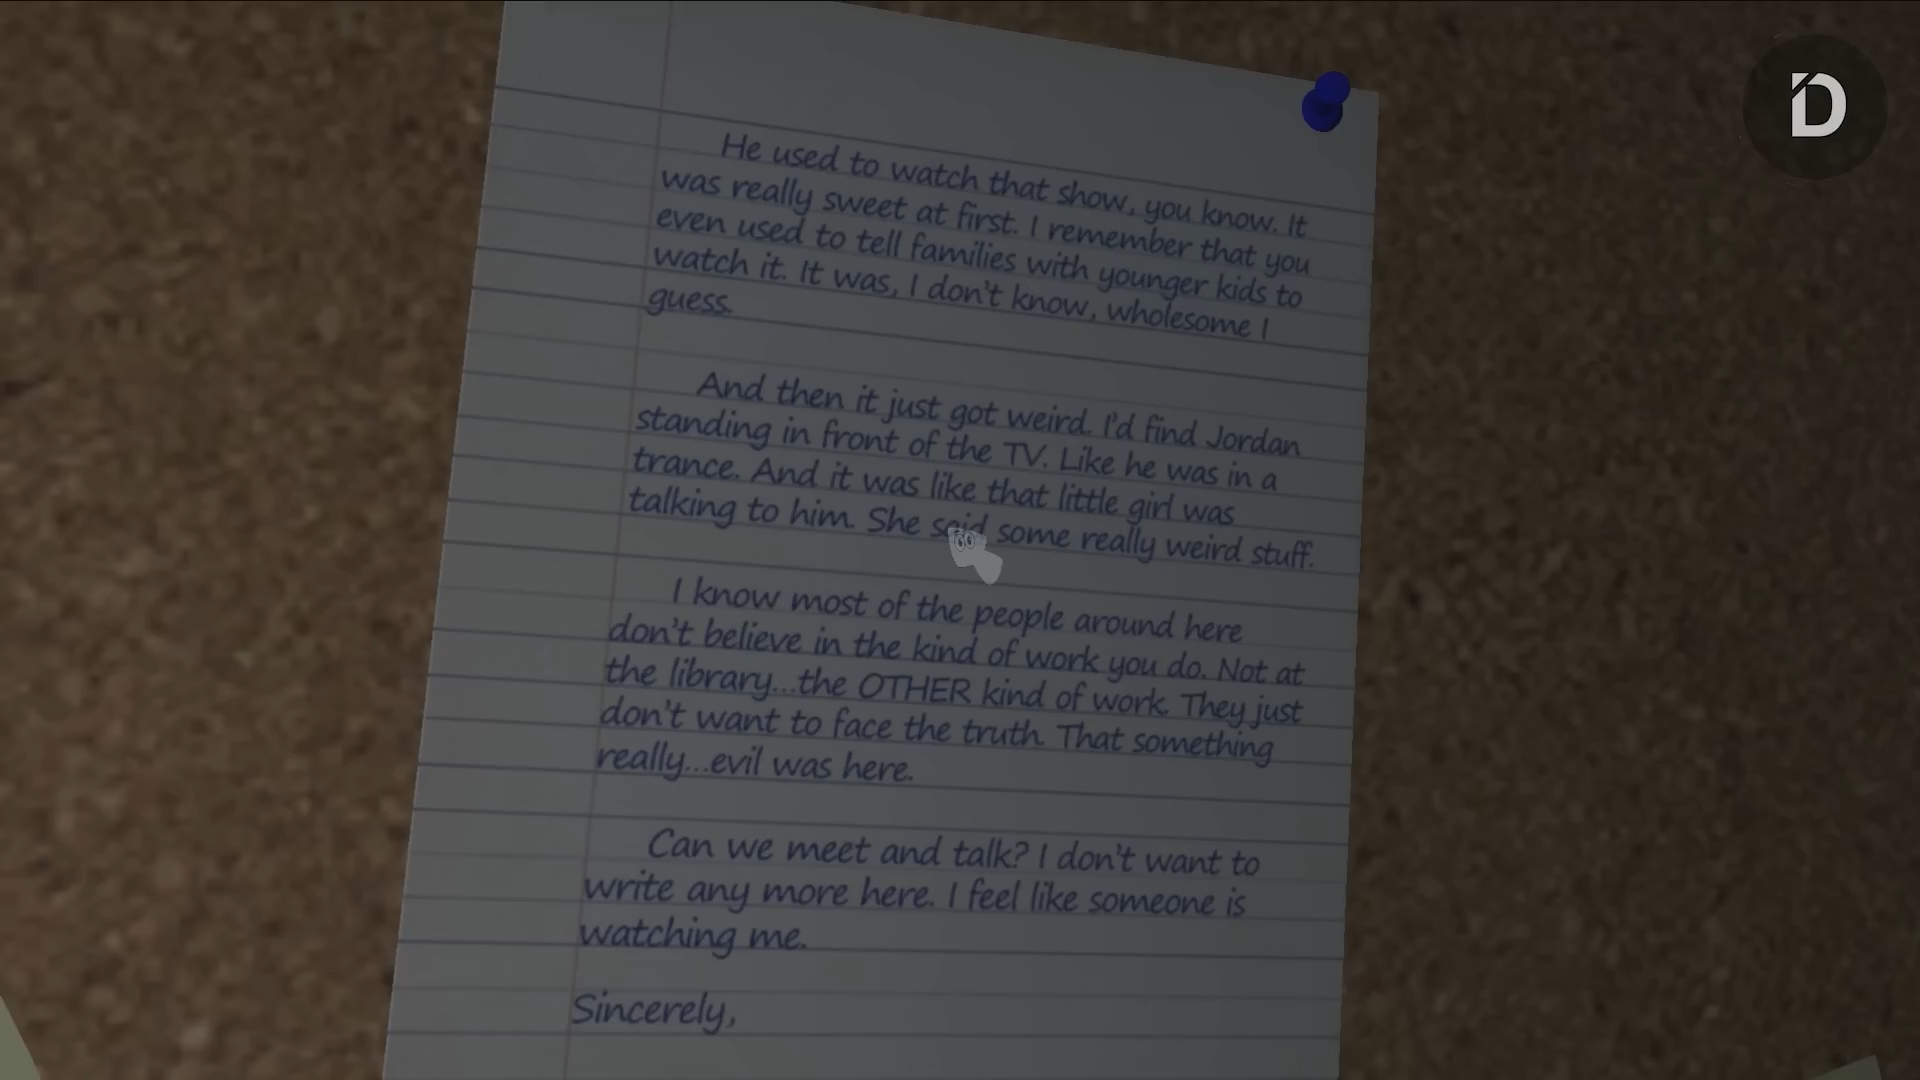 He used to watch that show, you know. It
was really sweet at first. I remember that you
even used to tell families with younger kids to
watch it. It was, I don't know, wholesome I
guess.
And then it just got weird. I'd find Jordan
standing in front of the TV. Like he was in a
trance. And it was like that little girl was
talking to him. She said some really weird stuff.
I know most of the people around here
don't believe in the kind of work you do. Not at
the library...the OTHER kind of work. They just
don't want to face the truth. That something
really...evil was here.
Can we meet and talk? I don't want to
write any more here. I feel like someone is
watching me.
Sincerely,
D